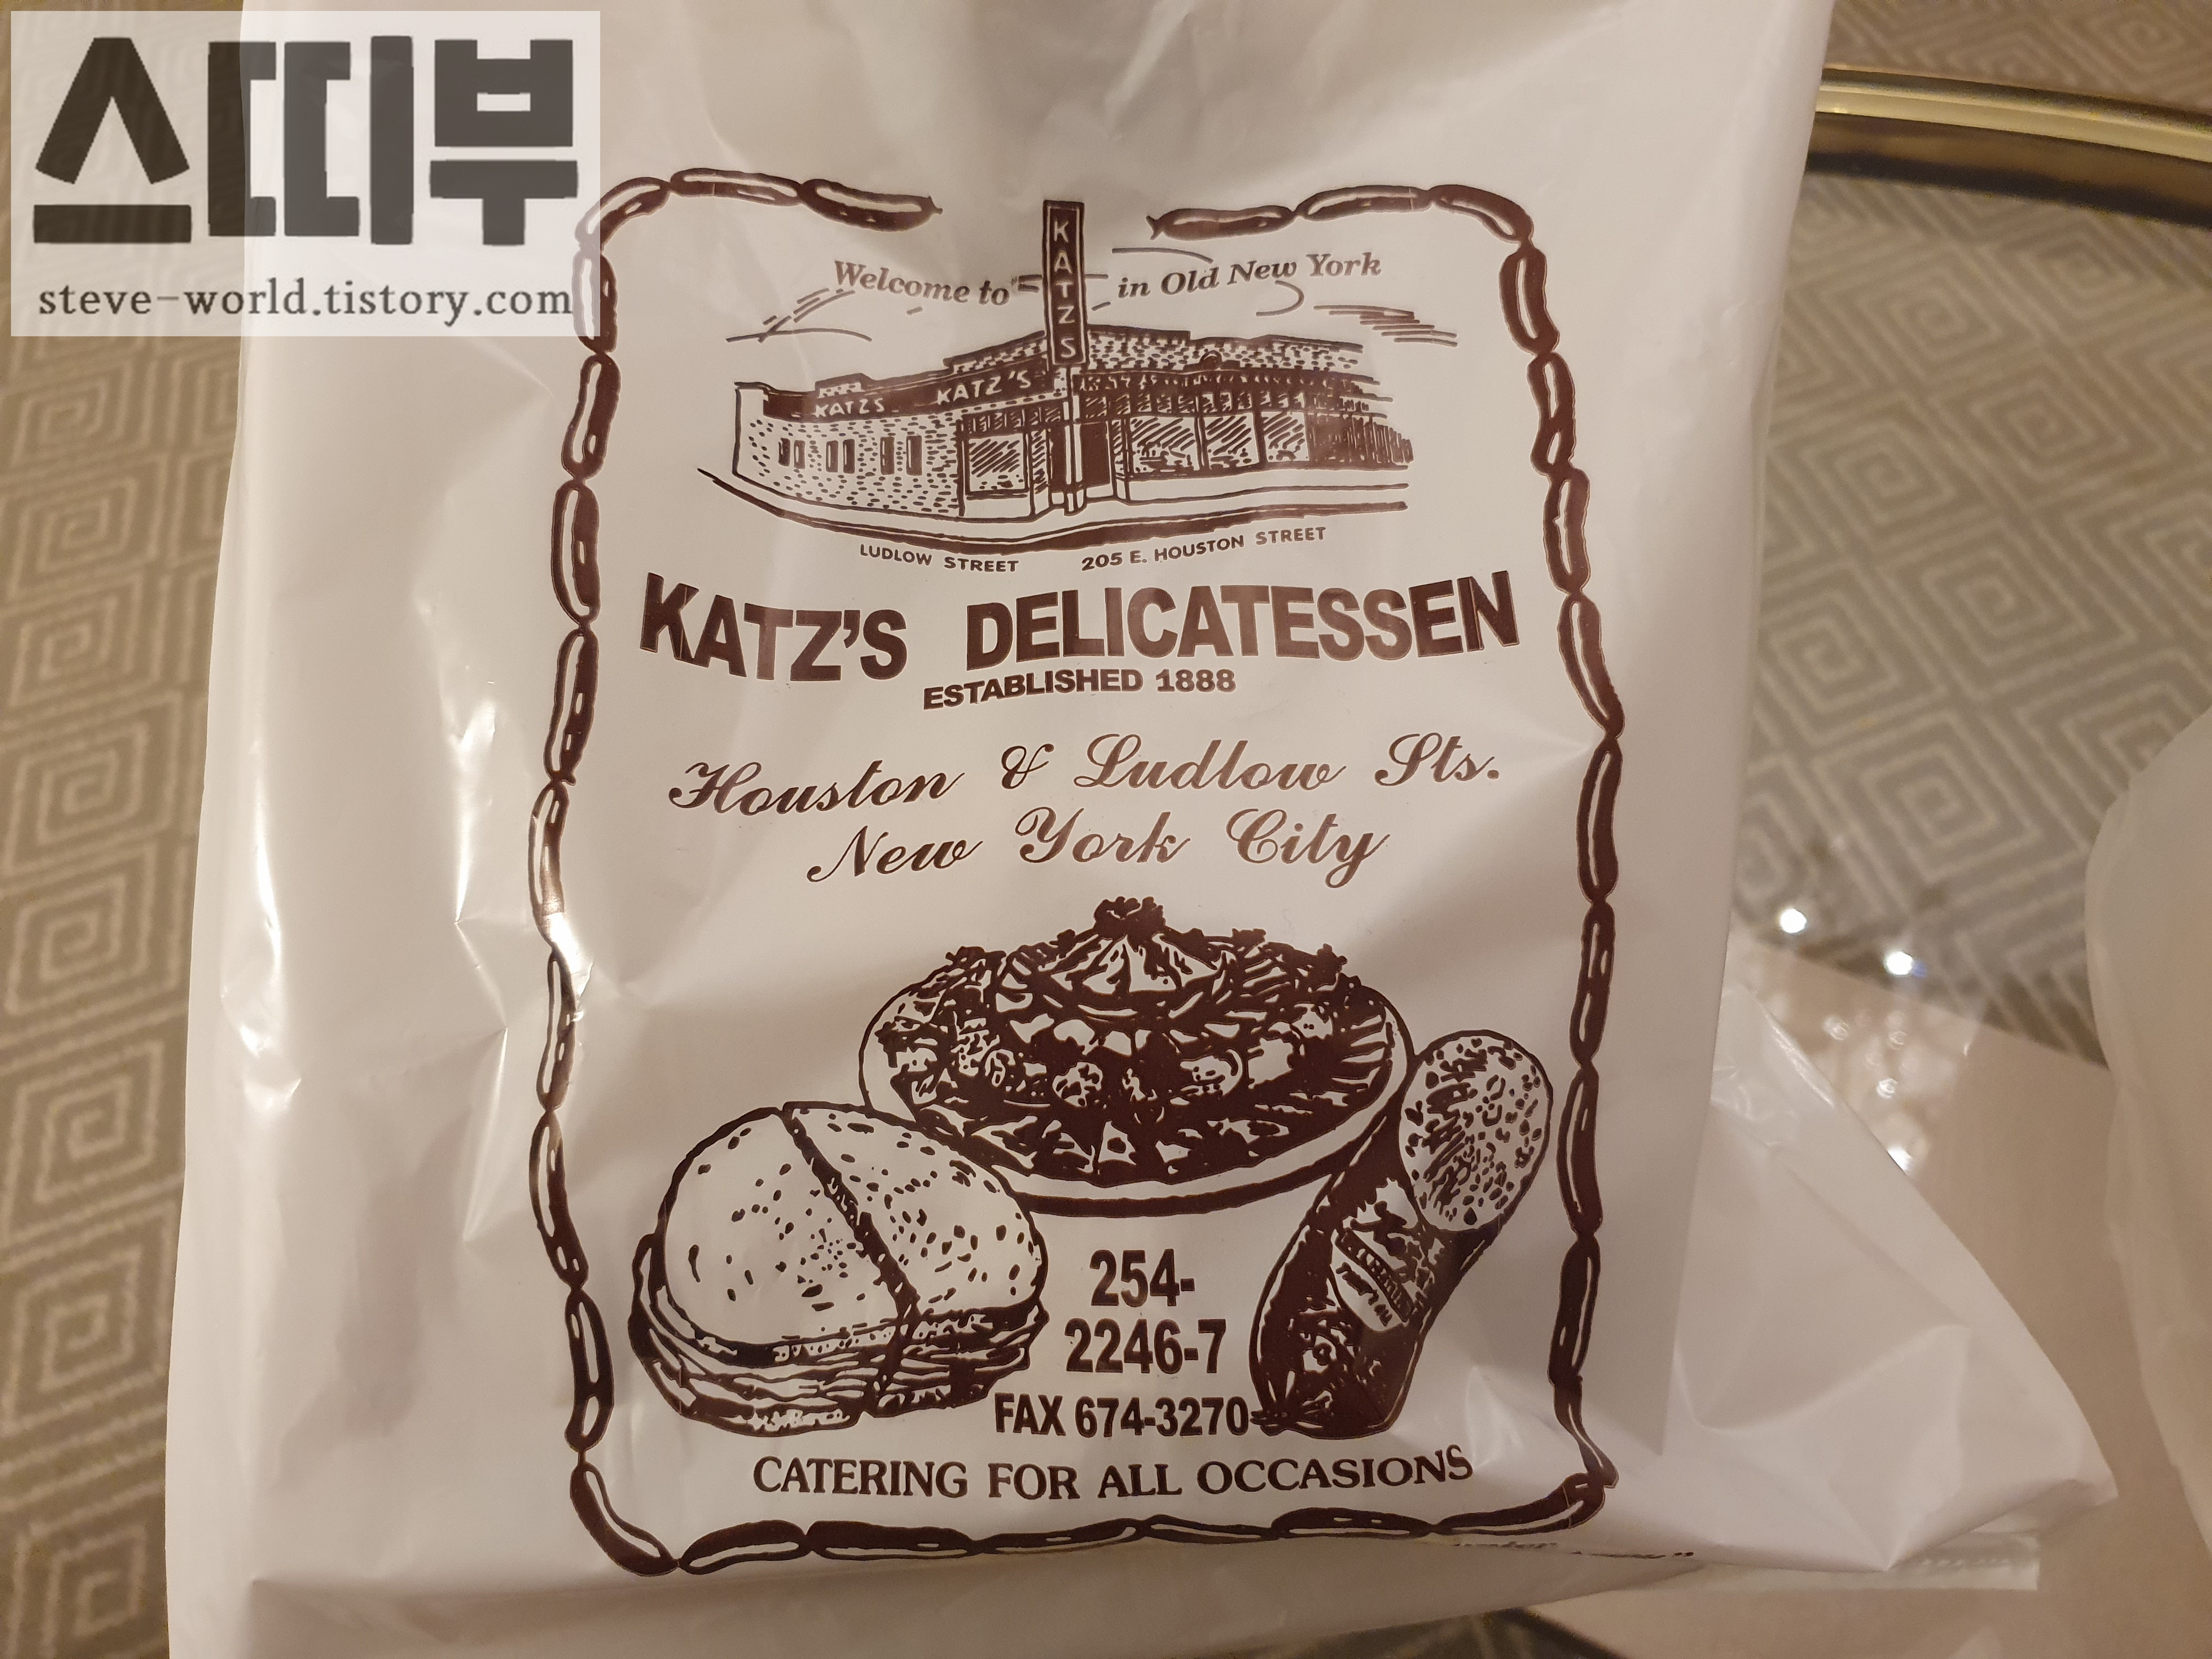 스띠부
steve-world.tistory.com
Welcome to in Old New York
KATZ'S
KATZ'S KATZ'S
LUDLOW STREET 205 E. HOUSTON STREET
KATZ'S DELICATESSEN
ESTABLISHED 1888
Houston & Ludlow Sts.
New York City
254-
2246-7
FAX 674-3270
CATERING FOR ALL OCCASIONS